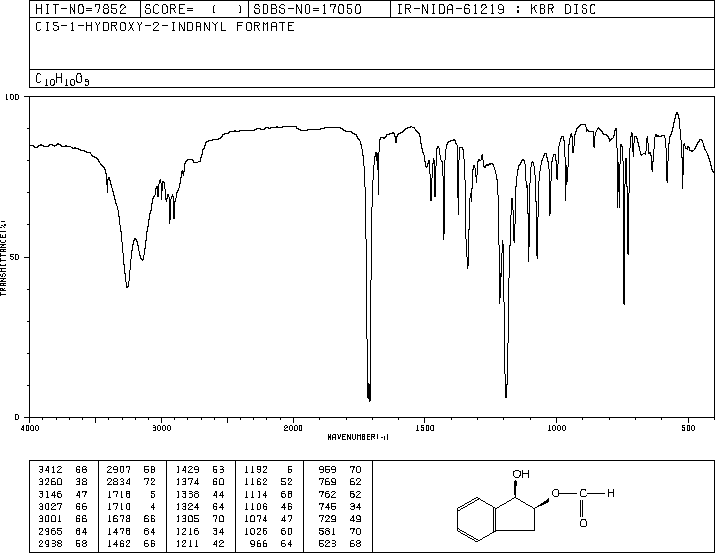 HIT-NO=7852 SCORE= ( ) SDBS-NO=17050 IR-NIDA-61219 : KBR DISC
CIS-1-HYDROXY-2-INDANYL FORMATE
C10H10O3
100
TRANSMITTANCE(%)
50
0
4000 3000 2000 1500 1000 500
WAVENUMBER(-1)
3412 66 2907 59 1429 53 1192 5 959 70
3260 38 2834 72 1374 60 1162 52 769 62
3146 47 1718 5 1338 44 1114 68 762 62
3027 66 1710 4 1324 64 1106 46 745 34
3001 66 1678 66 1305 70 1074 47 729 49
2965 64 1478 64 1216 34 1026 60 581 70
2938 58 1462 66 1211 42 966 64 523 68
OH
O C H
O